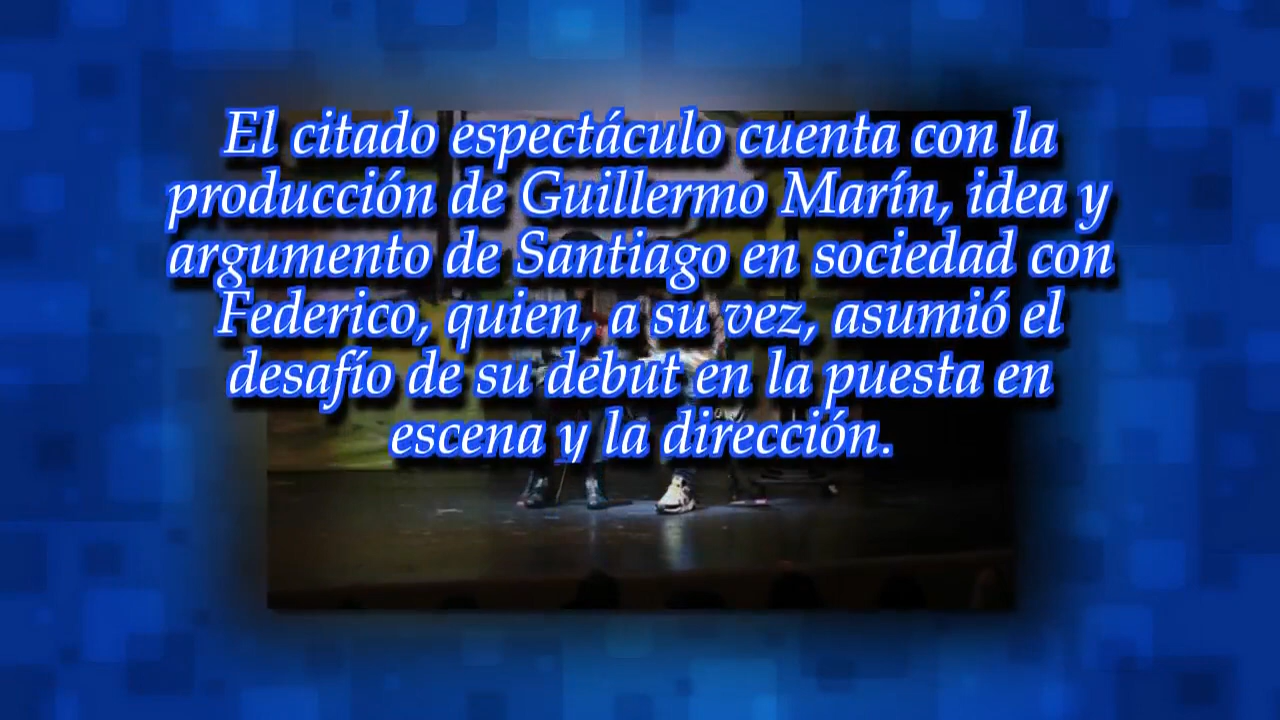 El citado espectáculo cuenta con la
producción de Guillermo Marín, idea y
argumento de Santiago en sociedad con
Federico, quien, a su vez, asumió el
desafío de su debut en la puesta en
escena y la dirección.